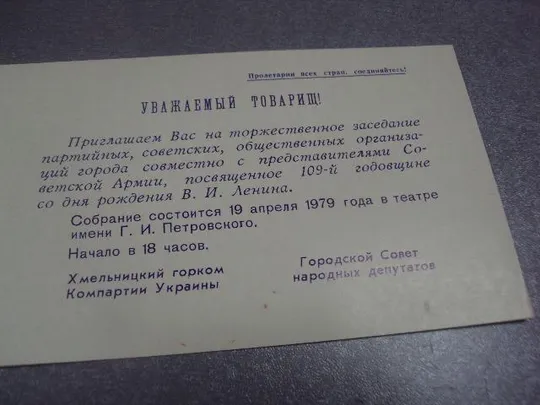 Пролетарии всех стран, соединяйтесь!
УВАЖАЕМЫЙ ТОВАРИЩ!
Приглашаем Вас на торжественное заседание
партийных, советских, общественных организа-
ций города совместно с представителями Со-
ветской Армии, посвященное 109-й годовщине
со дня рождения В. И. Ленина.
Собрание состоится 19 апреля 1979 года в театре
имени Г. И. Петровского.
Начало в 18 часов.
Хмельницкий горком
Компартии Украины
Городской Совет
народных депутатов